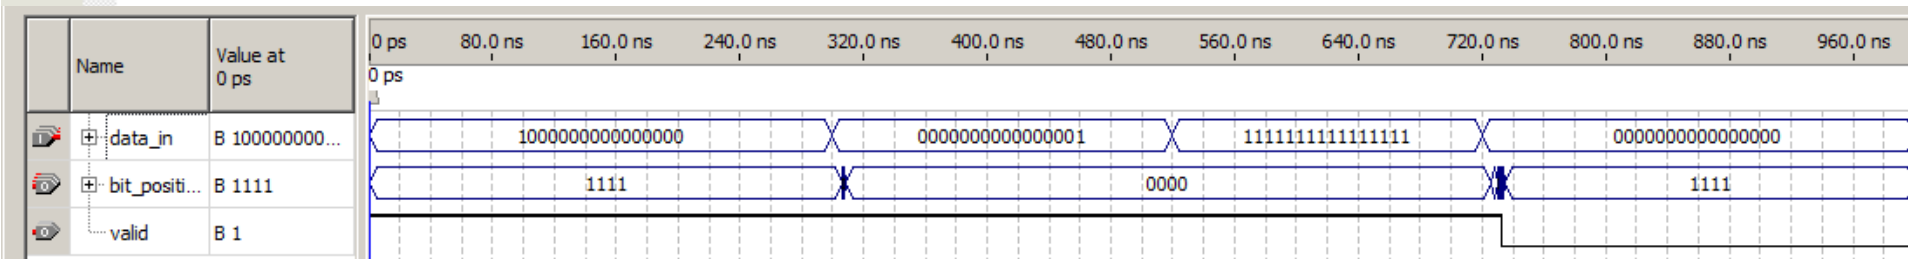 Name
Value at
0 ps
0 ps 80.0 ns 160.0 ns 240.0 ns 320.0 ns 400.0 ns 480.0 ns 560.0 ns 640.0 ns 720.0 ns 800.0 ns 880.0 ns 960.0 ns
0 ps
data_in B 100000000... 1000000000000000 0000000000000001 1111111111111111 0000000000000000
bit_positi... B 1111 1111 0000 1111
valid B 1